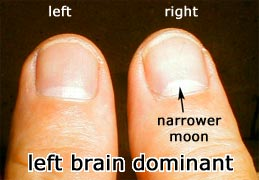 left right
narrower
moon
left brain dominant